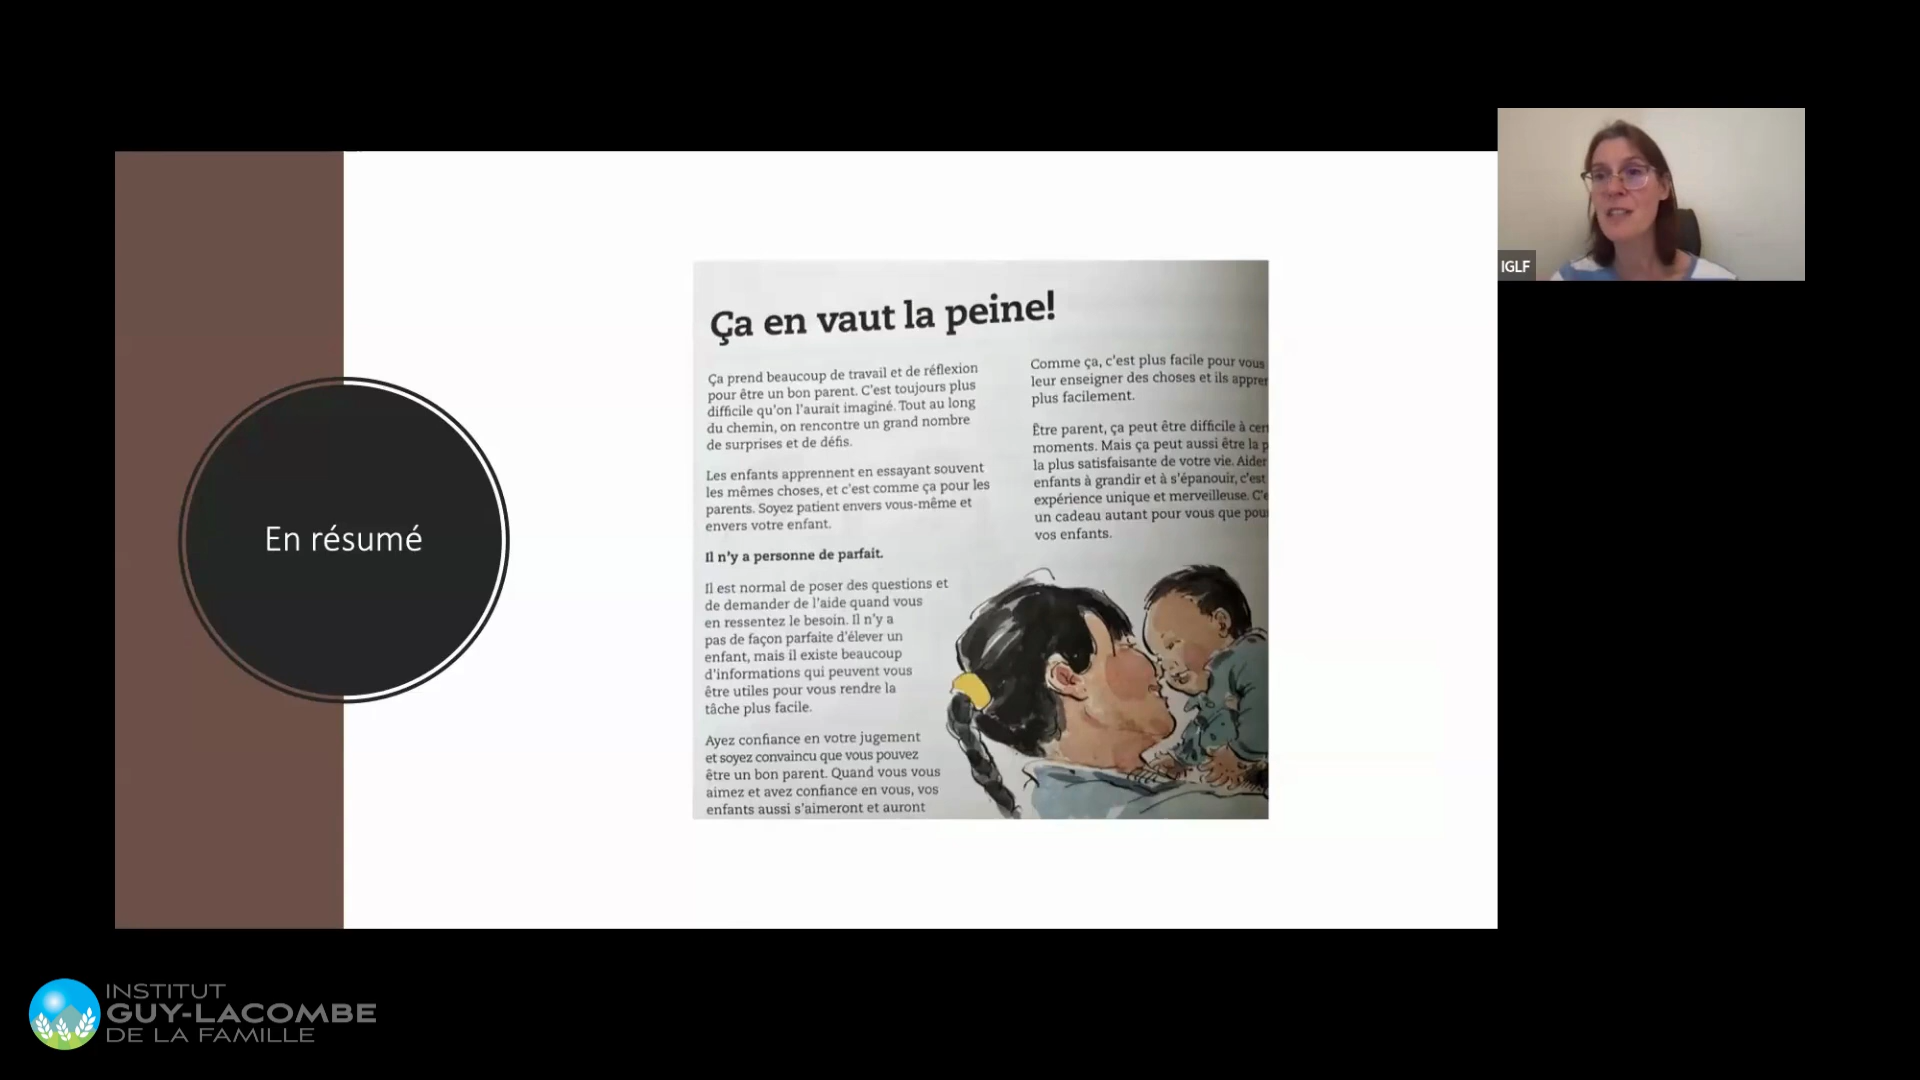 En résumé
Ça en vaut la peine!
Ça prend beaucoup de travail et de réflexion
pour être un bon parent. C'est toujours plus
difficile qu'on l'aurait imaginé. Tout au long
du chemin, on rencontre un grand nombre
de surprises et de défis.
Les enfants apprennent en essayant souvent
les mêmes choses, et c'est comme ça pour les
parents. Soyez patient envers vous-même et
envers votre enfant.
Il n'y a personne de parfait.
Il est normal de poser des questions et
de demander de l'aide quand vous
en ressentez le besoin. Il n'y a
pas de façon parfaite d'élever un
enfant, mais il existe beaucoup
d'informations qui peuvent vous
être utiles pour vous rendre la
tâche plus facile.
Ayez confiance en votre jugement
et soyez convaincu que vous pouvez
être un bon parent. Quand vous vous
aimez et avez confiance en vous, vos
enfants aussi s'aimeront et auront
Comme ça, c'est plus facile pour vous
leur enseigner des choses et ils
plus facilement.
Être parent, ça peut être difficile à
moments. Mais ça peut aussi être la
la plus satisfaisante de votre vie. Aider
enfants à grandir et à s'épanouir, c'est
expérience unique et merveilleuse.
un cadeau autant pour vous que
vos enfants.
IGLF
INSTITUT
GUY-LACOMBE
DE LA FAMILLE